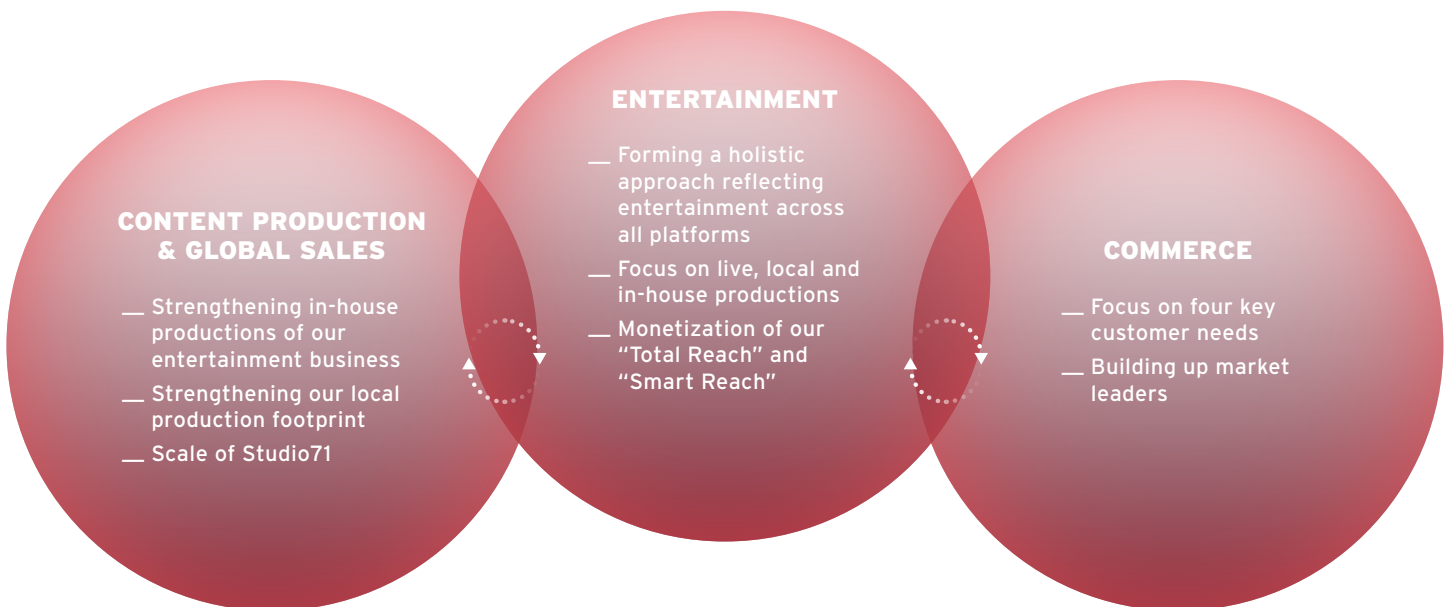 CONTENT PRODUCTION
& GLOBAL SALES
__ Strengthening in-house
productions of our
entertainment business
__ Strengthening our local
production footprint
__ Scale of Studio71
ENTERTAINMENT
__ Forming a holistic
approach reflecting
entertainment across
all platforms
__ Focus on live, local and
in-house productions
__ Monetization of our
“Total Reach” and
“Smart Reach”
COMMERCE
__ Focus on four key
customer needs
__ Building up market
leaders